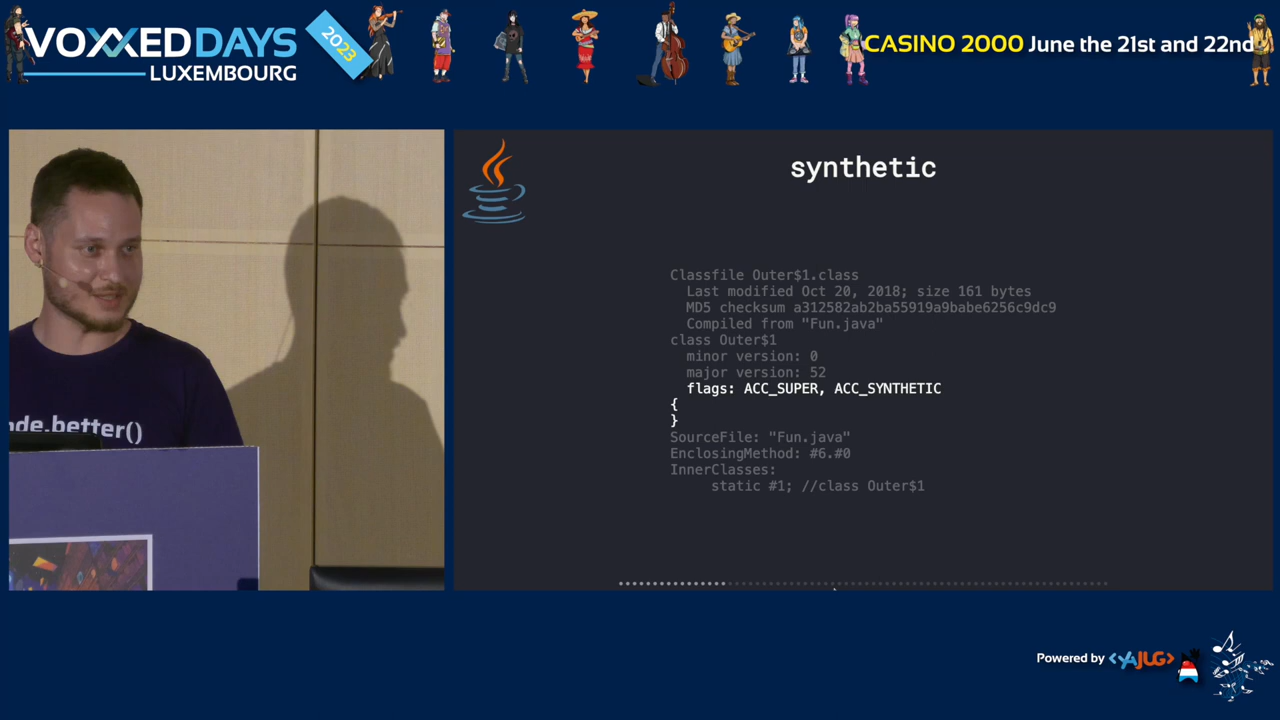 VOXXED DAYS
LUXEMBOURG
2023
CASINO 2000 June the 21st and 22nd
synthetic
Classfile Outer$1.class
Last modified Oct 20, 2018; size 161 bytes
MD5 checksum a312582ab2ba55919a9babe6256c9dc9
Compiled from "Fun.java"
class Outer$1
minor version: 0
major version: 52
flags: ACC_SUPER, ACC_SYNTHETIC
{
}
SourceFile: "Fun.java"
EnclosingMethod: #6.#0
InnerClasses:
static #1; //class Outer$1
de.better()
Powered by <YAJUG>